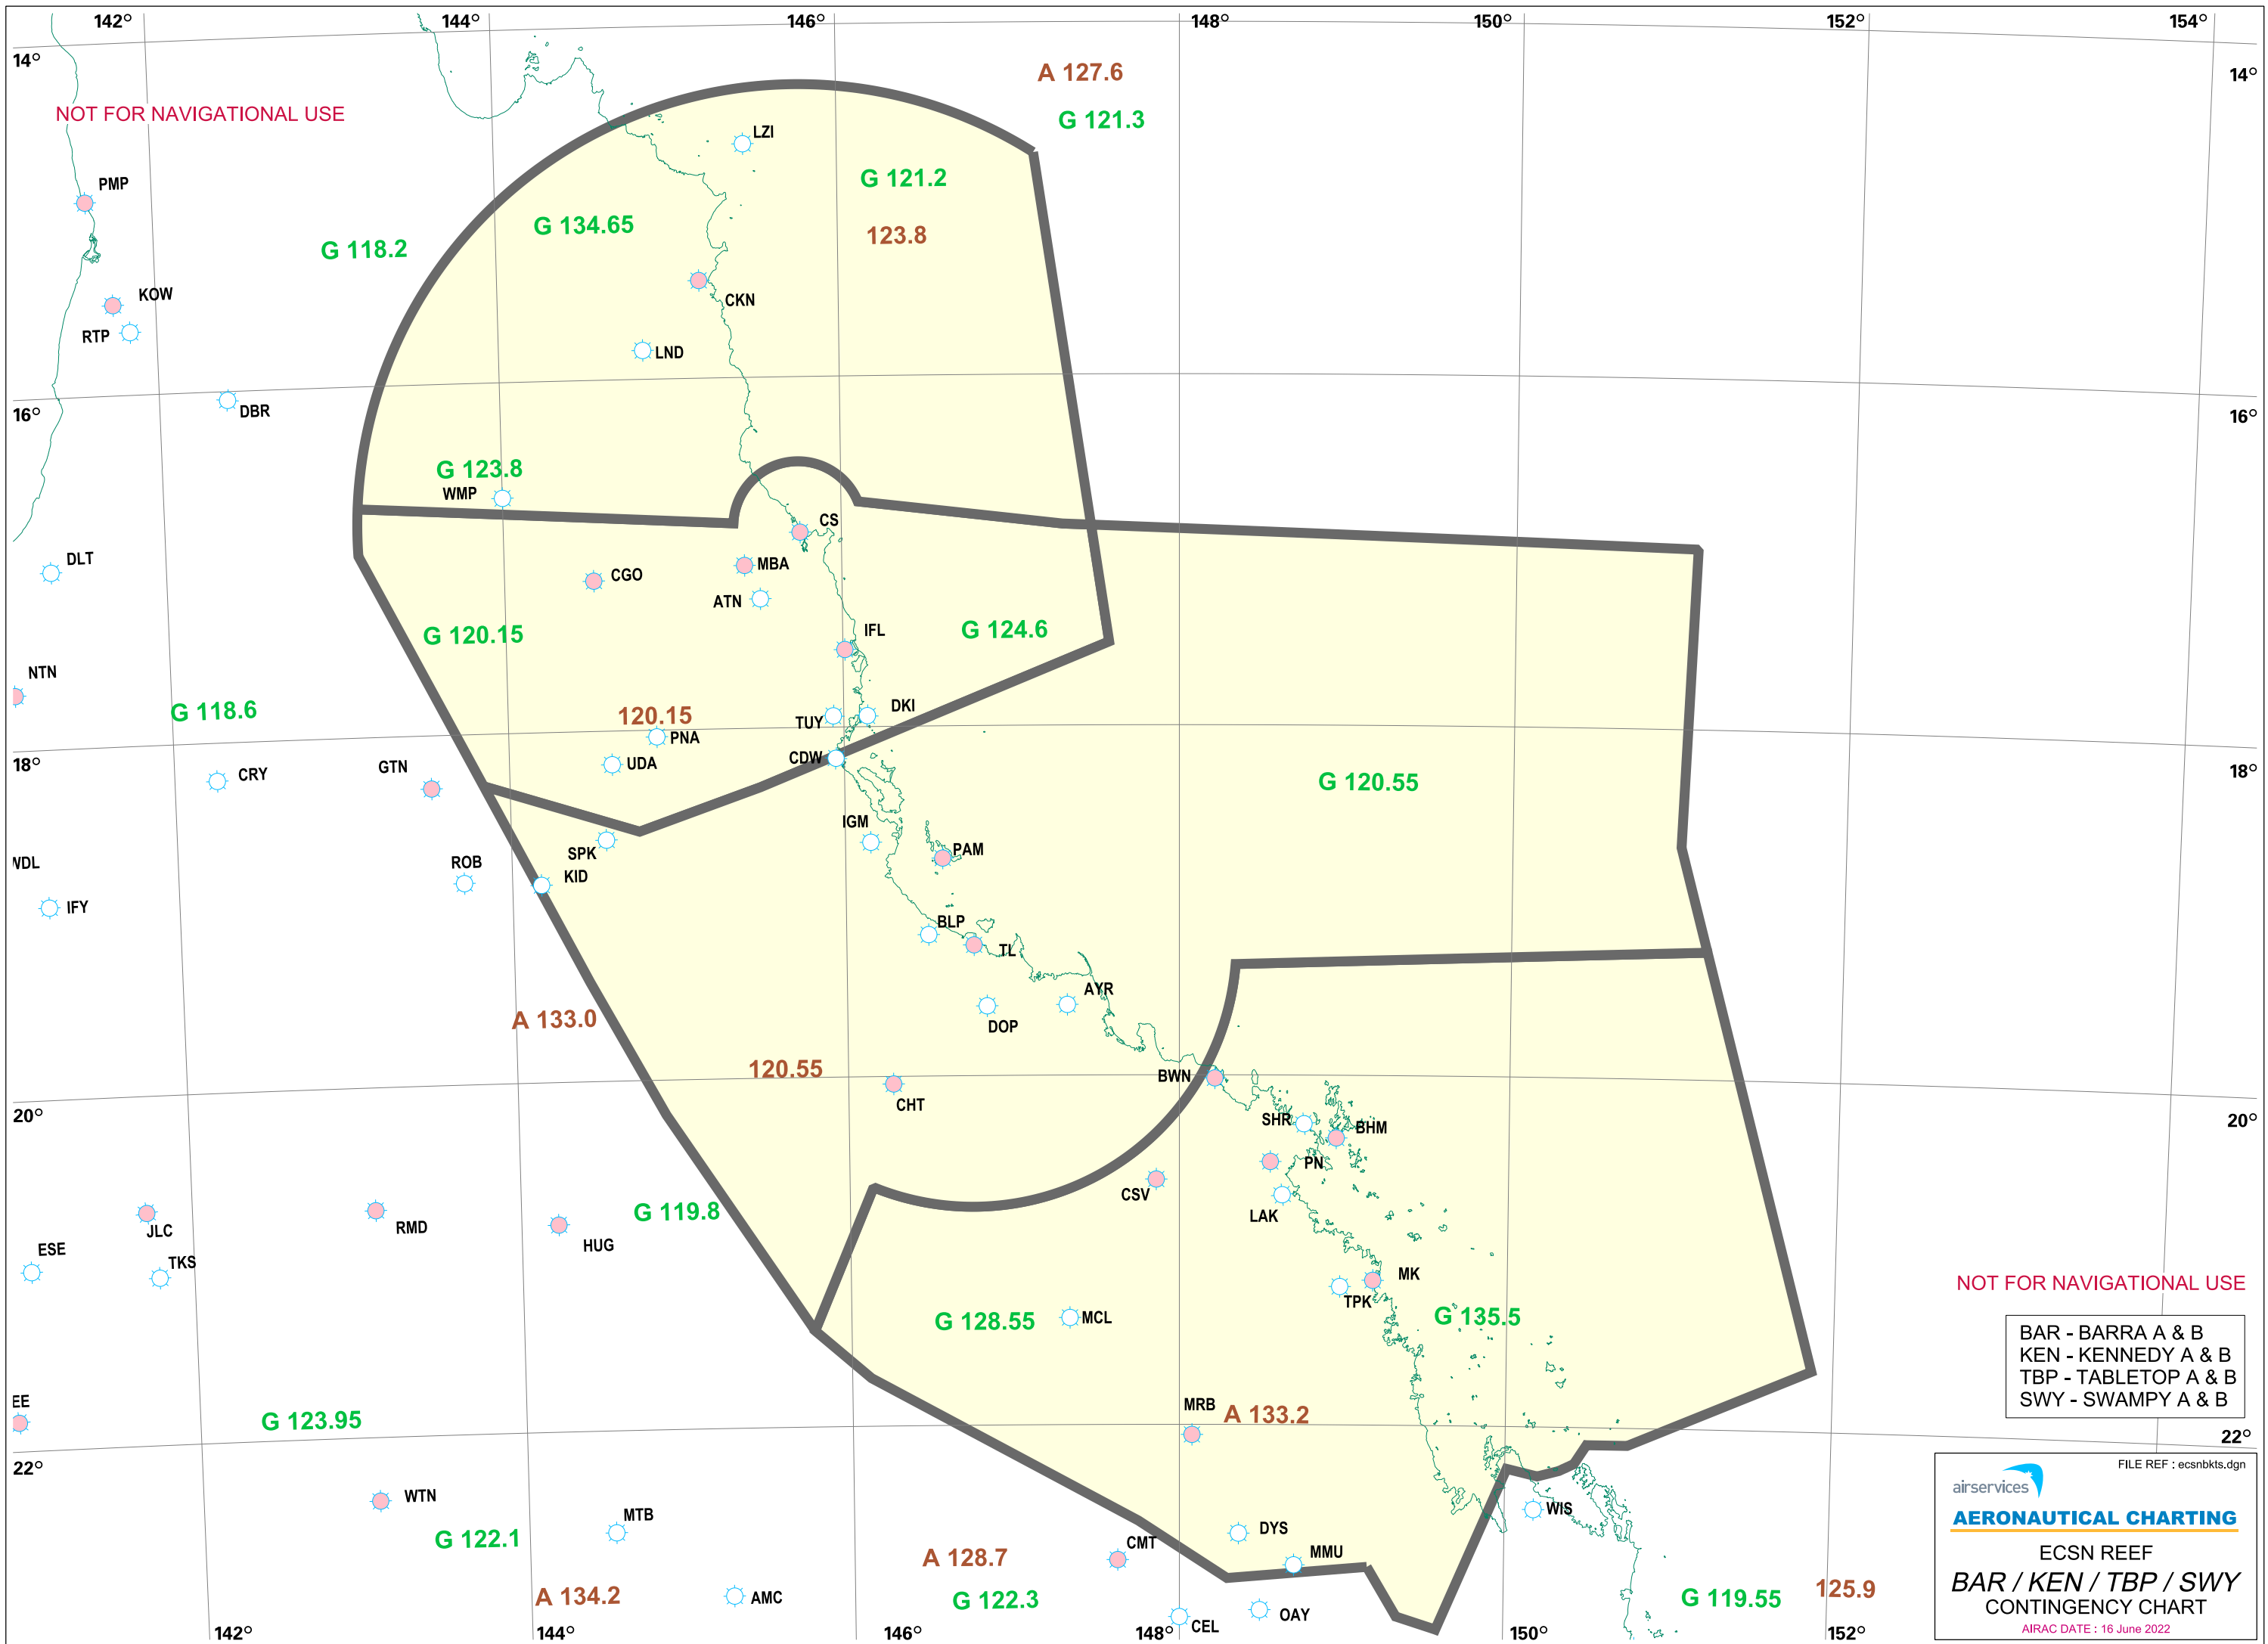 142° 144° 146° 148° 150° 152° 154°
14° 14°
A 127.6
NOT FOR NAVIGATIONAL USE
G 121.3
LZI
G 121.2
PMP
G 134.65
123.8
G 118.2
KOW
CKN
RTP
LND
DBR
16° 16°
G 123.8
WMP
CS
DLT
MBA
CGO
ATN
G 120.15
IFL
G 124.6
NTN
G 118.6
120.15
TUY
DKI
PNA
CDW
UDA
18° 18°
CRY
GTN
G 120.55
IGM
SPK
PAM
WDL
ROB
KID
IFY
BLP
TL
AYR
A 133.0
DOP
120.55
BWN
CHT
20° 20°
SHR
BHM
PN
CSV
G 119.8
LAK
JLC
RMD
HUG
ESE
TKS
MK
NOT FOR NAVIGATIONAL USE
TPK
G 128.55
MCL
G 135.5
BAR - BARRA A & B
KEN - KENNEDY A & B
TBP - TABLETOP A & B
SWY - SWAMPY A & B
EE
MRB
A 133.2
G 123.95
22° 22°
FILE REF : ecsnbkts.dgn
airservices
AERONAUTICAL CHARTING
WTN
WIS
MTB
G 122.1
DYS
CMT
MMU
A 128.7
ECSN REEF
BAR / KEN / TBP / SWY
CONTINGENCY CHART
AIRAC DATE : 16 June 2022
A 134.2
AMC
G 122.3
OAY
CEL
G 119.55
125.9
142° 144° 146° 148° 150° 152°